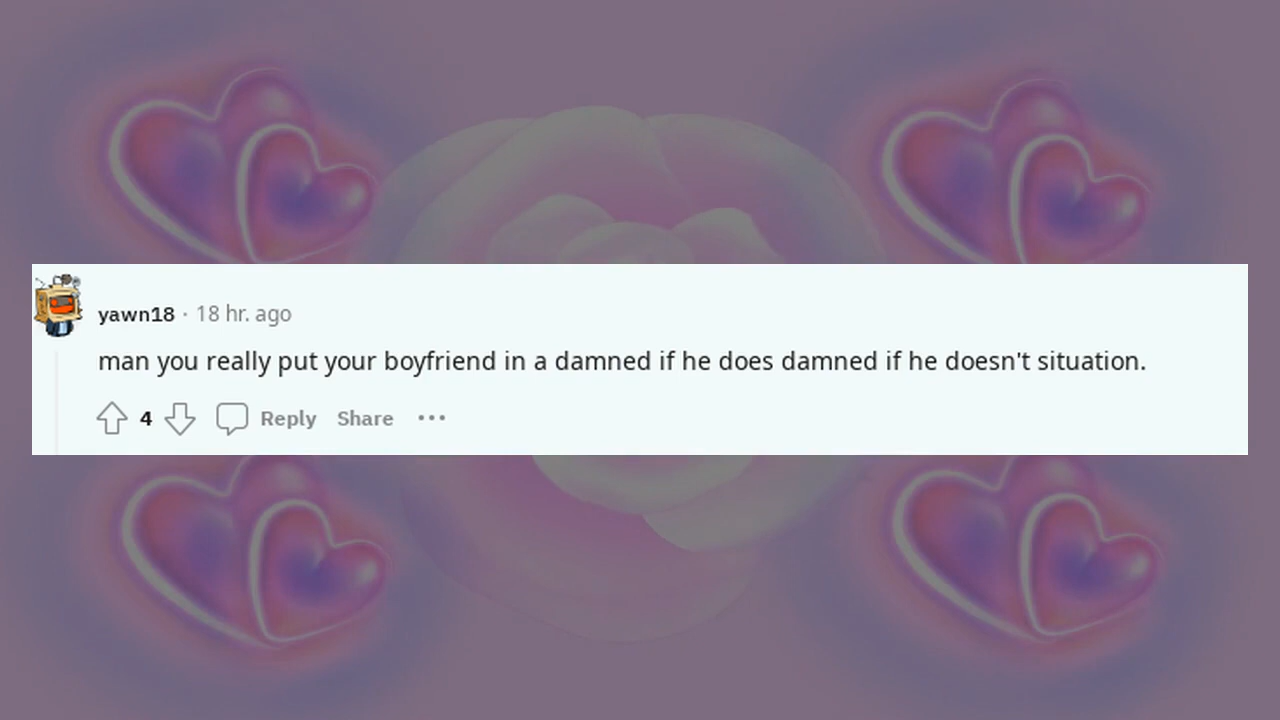 yawn18 · 18 hr. ago
man you really put your boyfriend in a damned if he does damned if he doesn't situation.
4 Reply Share ···